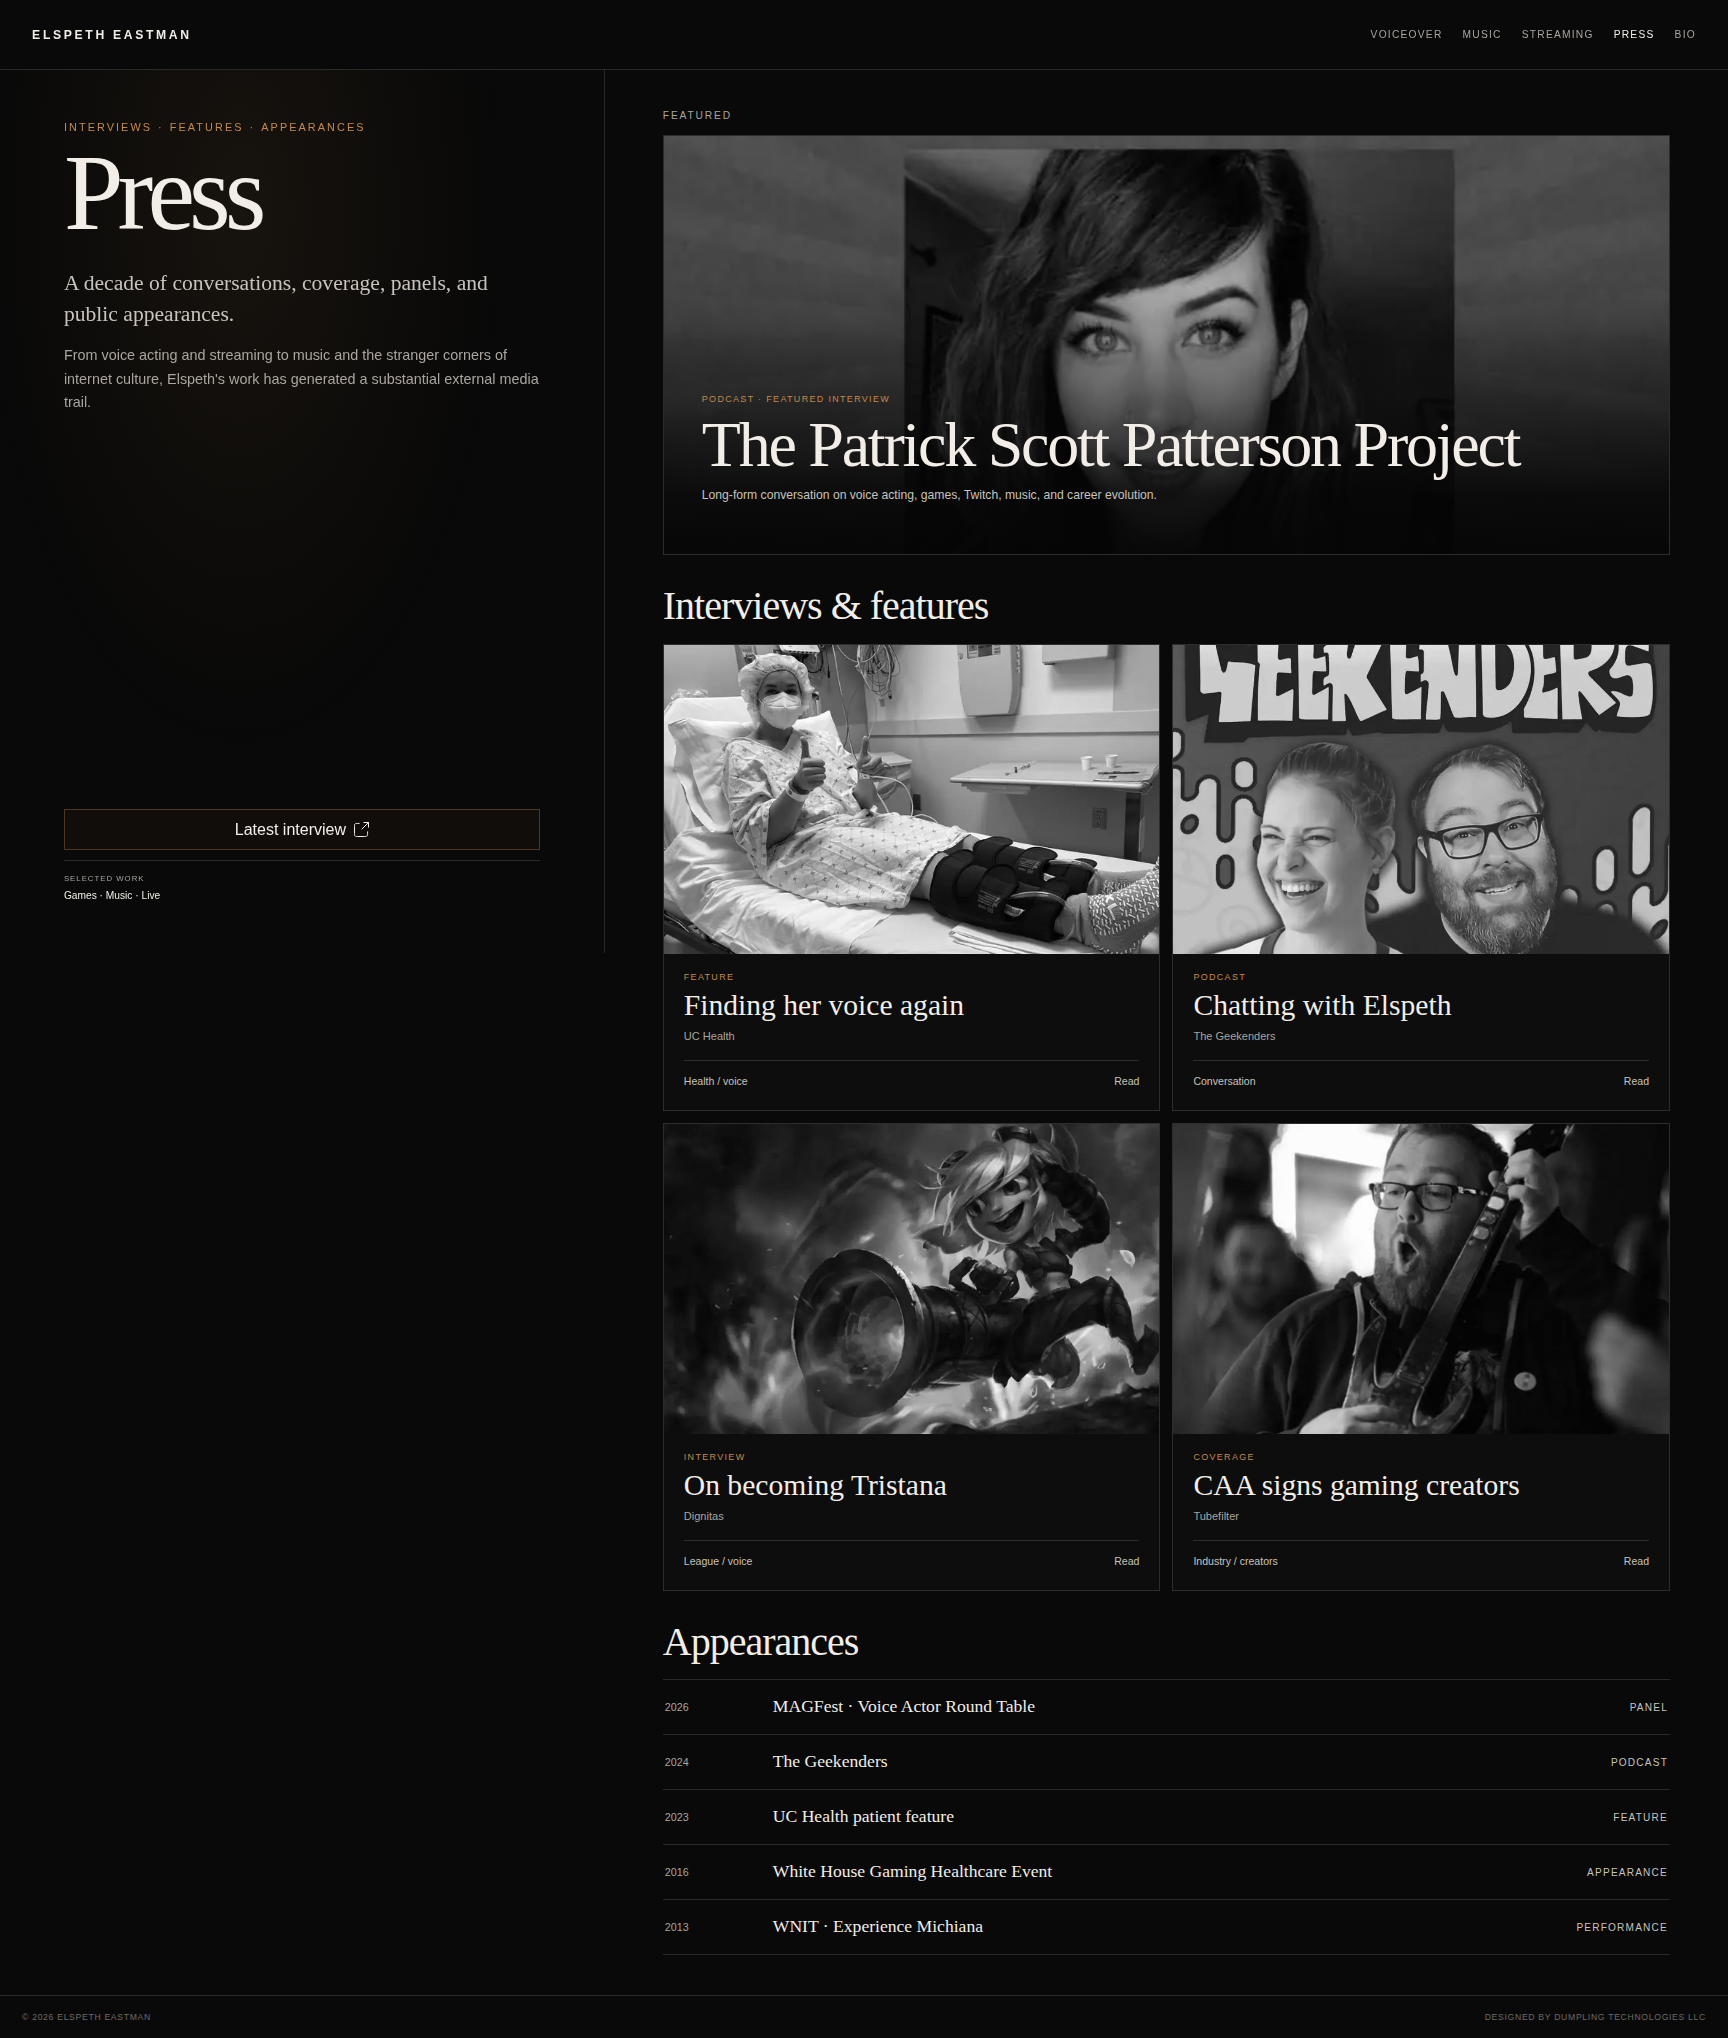 ELSPETH EASTMAN
VOICEOVER MUSIC STREAMING PRESS BIO
INTERVIEWS · FEATURES · APPEARANCES
Press
A decade of conversations, coverage, panels, and
public appearances.
From voice acting and streaming to music and the stranger corners of
internet culture, Elspeth's work has generated a substantial external media
trail.
Latest interview
SELECTED WORK
Games · Music · Live
FEATURED
PODCAST · FEATURED INTERVIEW
The Patrick Scott Patterson Project
Long-form conversation on voice acting, games, Twitch, music, and career evolution.
Interviews & features
FEATURE
Finding her voice again
UC Health
Health / voice Read
GEEKENDERS
PODCAST
Chatting with Elspeth
The Geekenders
Conversation Read
INTERVIEW
On becoming Tristana
Dignitas
League / voice Read
COVERAGE
CAA signs gaming creators
Tubefilter
Industry / creators Read
Appearances
2026 MAGFest · Voice Actor Round Table PANEL
2024 The Geekenders PODCAST
2023 UC Health patient feature FEATURE
2016 White House Gaming Healthcare Event APPEARANCE
2013 WNIT · Experience Michiana PERFORMANCE
© 2026 ELSPETH EASTMAN
DESIGNED BY DUMPLING TECHNOLOGIES LLC